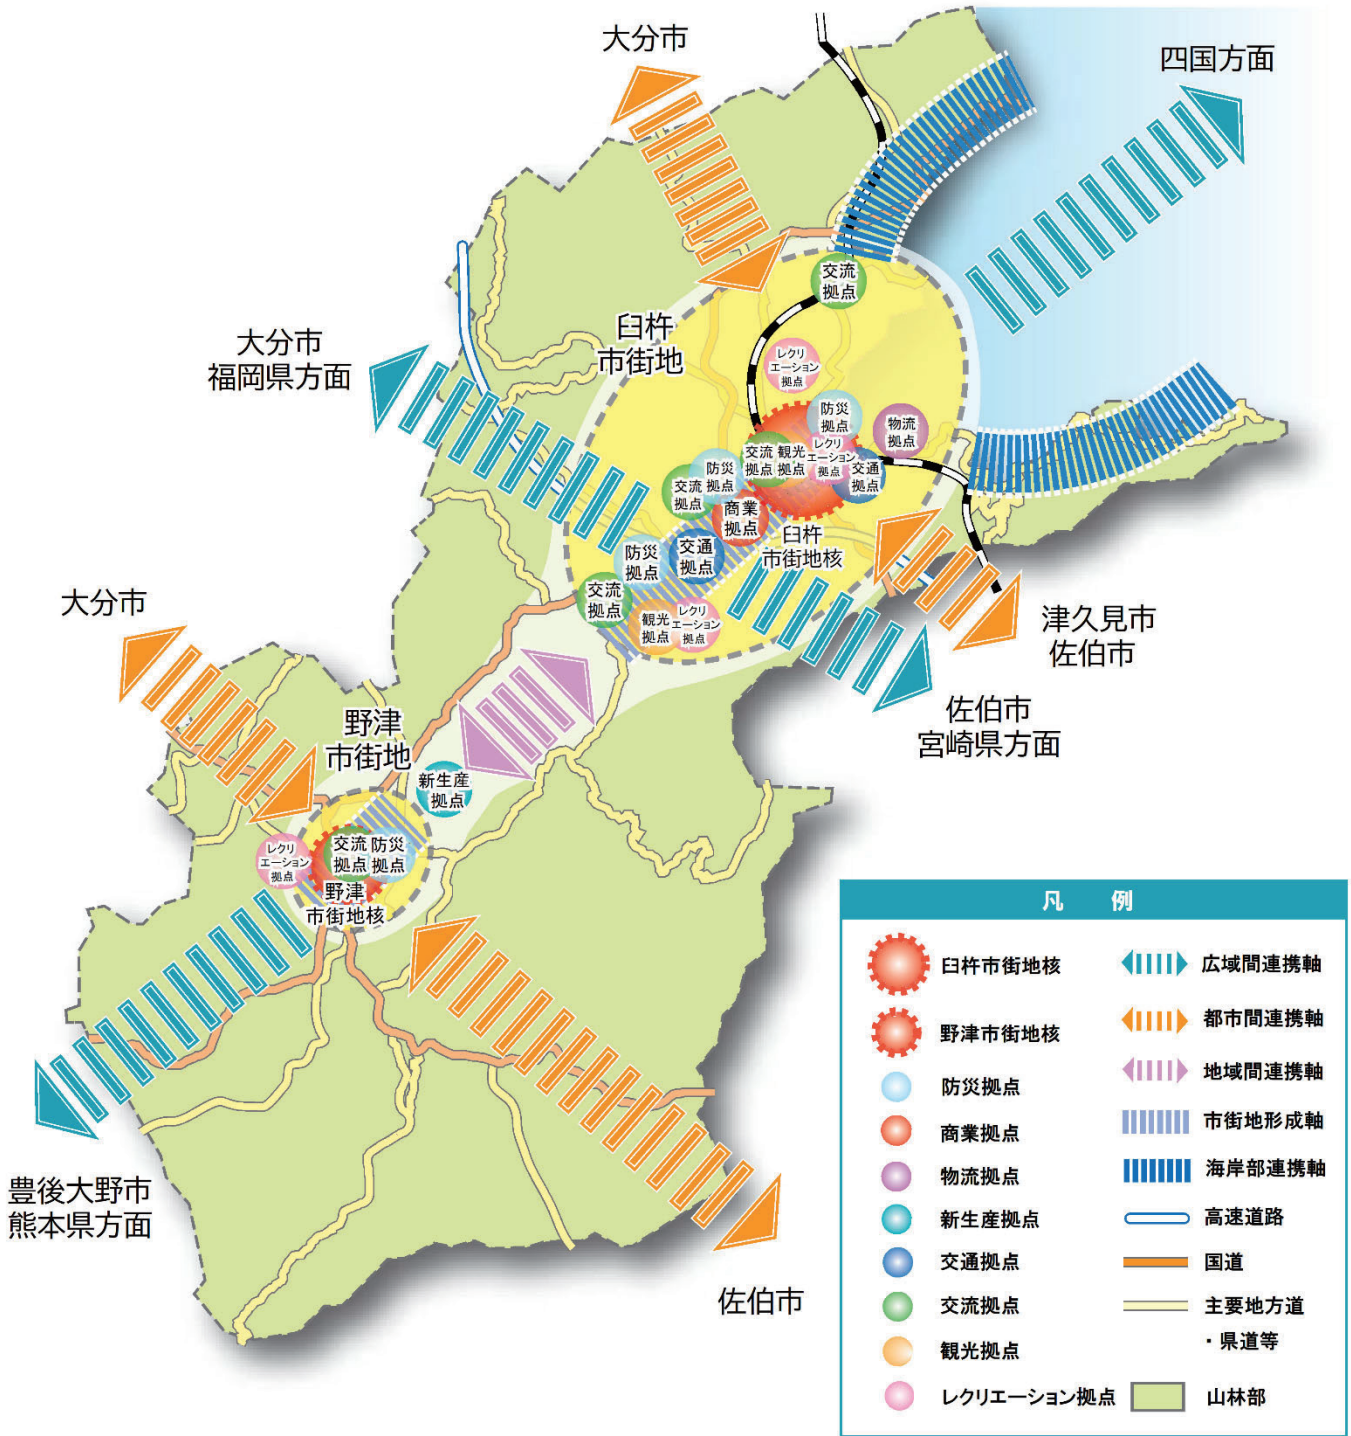 大分市
四国方面
交流
拠点
臼杵
市街地
大分市
福岡県方面
レクリ
エーション
拠点
防災
拠点
物流
拠点
交流
拠点
観光
拠点
レクリ
エーション
拠点
交通
拠点
防災
拠点
交流
拠点
商業
拠点
臼杵
市街地核
交通
拠点
防災
拠点
交流
拠点
観光
拠点
レクリ
エーション
拠点
大分市
津久見市
佐伯市
佐伯市
宮崎県方面
野津
市街地
新生産
拠点
レクリ
エーション
拠点
交流
拠点
防災
拠点
野津
市街地核
豊後大野市
熊本県方面
佐伯市
凡 例
臼杵市街地核
野津市街地核
防災拠点
商業拠点
物流拠点
新生産拠点
交通拠点
交流拠点
観光拠点
レクリエーション拠点
広域間連携軸
都市間連携軸
地域間連携軸
市街地形成軸
海岸部連携軸
高速道路
国道
主要地方道
・県道等
山林部